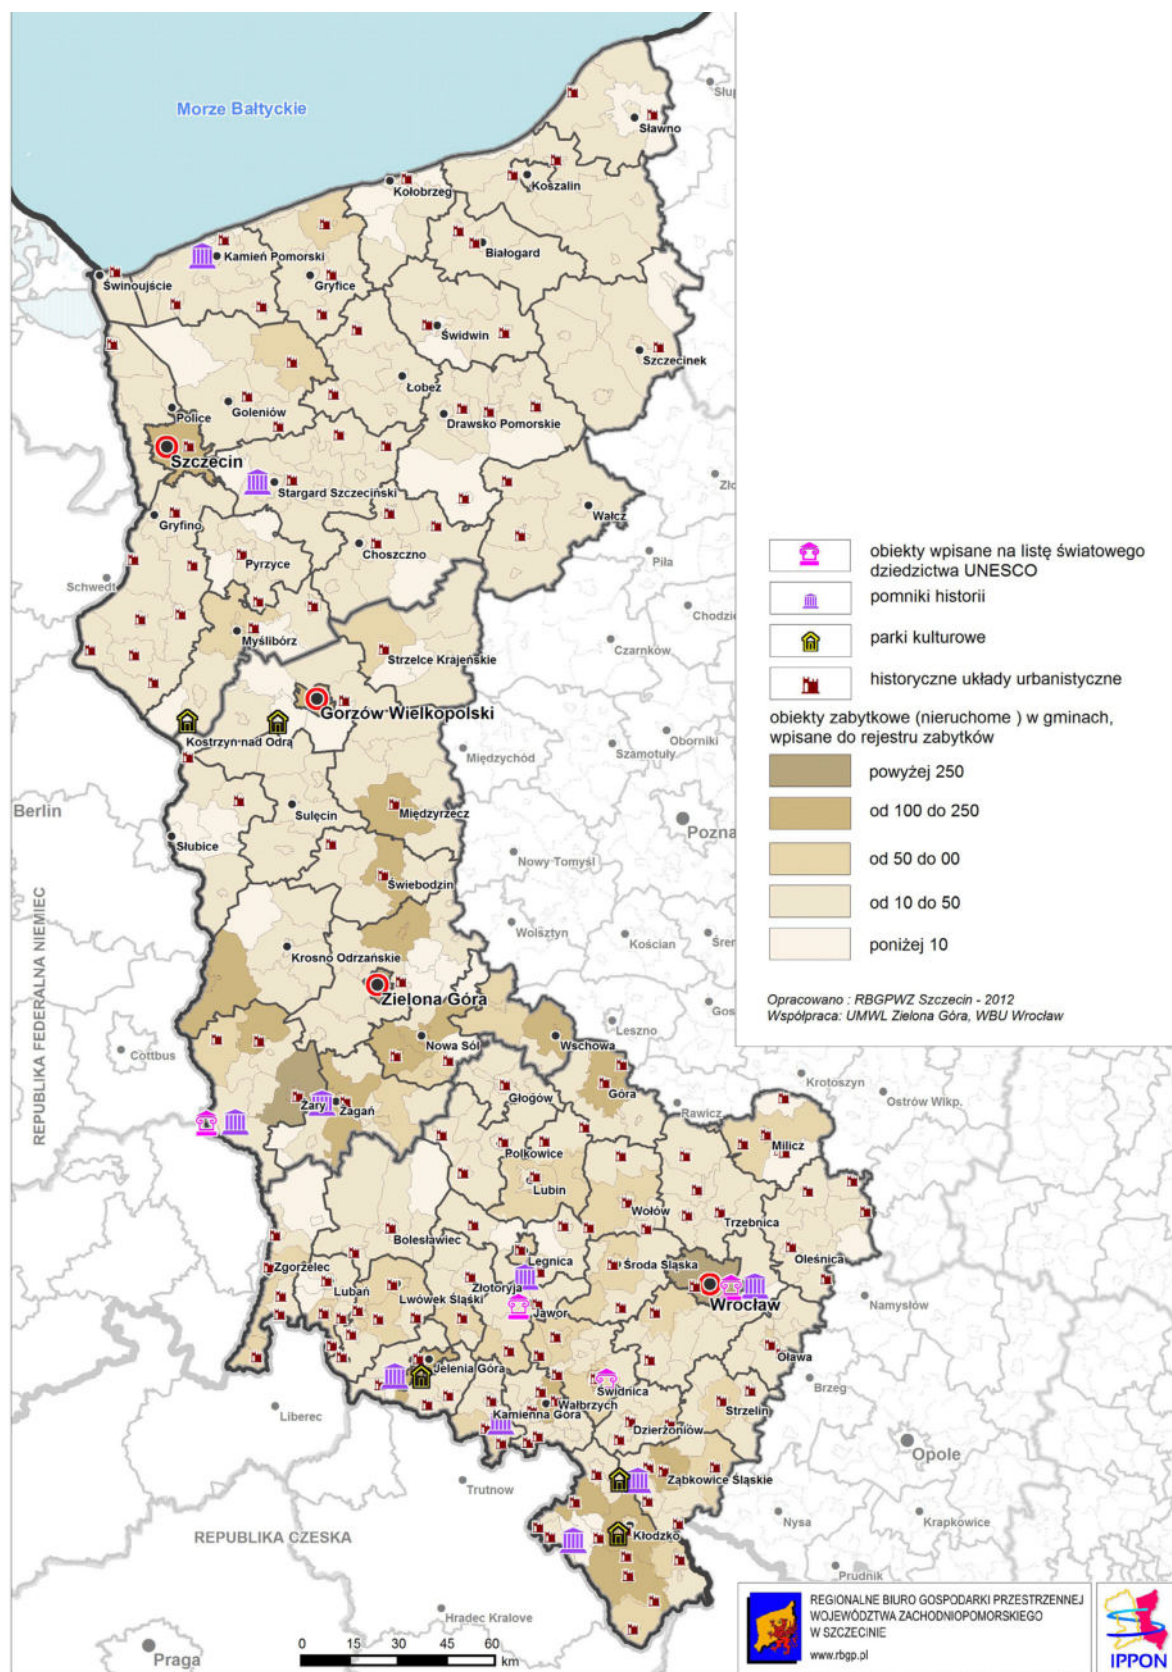 Morze Bałtyckie
Słup
Sławno
Koszalin
Kołobrzeg
Białogard
Kamień Pomorski
Świnoujście
Gryfice
Świdwin
Szczecinek
Łobez
Police
Goleniów
Drawsko Pomorskie
Szczecin
Stargard Szczeciński
Zło
Wałcz
Gryfino
Choszczno
Pyrzyce
Piła
Schwedt
Chodzie
Myślibórz
Czarnków
Strzelce Krajeńskie
Gorzów Wielkopolski
Kostrzyn nad Odrą
Oborniki
Szamotuły
Międzychód
Berlin
Sulęcin
Międzyrzecz
Słubice
Pozna
Nowy Tomyśl
Świebodzin
Wolsztyn
Kościan
Śrem
Krosno Odrzańskie
Zielona Góra
Gos
REPUBLIKA FEDERALNA NIEMIEC
Cottbus
Nowa Sól
Wschowa
Leszno
Żary
Żagań
Głogów
Góra
Rawicz
Krotoszyn
Ostrów Wlkp.
Polkowice
Milicz
Lubin
Wołów
Trzebnica
Bolesławiec
Oleśnica
Zgorzelec
Legnica
Środa Śląska
Lubań
Złotoryja
Lwówek Śląski
Jawor
Wrocław
Namysłów
Jelenia Góra
Oława
Świdnica
Brzeg
Liberec
Wałbrzych
Kamienna Góra
Strzelin
Dzierżoniów
Opole
Trutnow
Ząbkowice Śląskie
REPUBLIKA CZESKA
Kłodzko
Nysa
Krapkowice
Prudnik
Hradec Kralove
Praga
0 15 30 45 60
km
obiekty wpisane na listę światowego
dziedzictwa UNESCO
pomniki historii
parki kulturowe
historyczne układy urbanistyczne
obiekty zabytkowe (nieruchome ) w gminach,
wpisane do rejestru zabytków
powyżej 250
od 100 do 250
od 50 do 00
od 10 do 50
poniżej 10
Opracowano : RBGPWZ Szczecin - 2012
Współpraca: UMWL Zielona Góra, WBU Wrocław
REGIONALNE BIURO GOSPODARKI PRZESTRZENNEJ
WOJEWÓDZTWA ZACHODNIOPOMORSKIEGO
W SZCZECINIE
www.rbgp.pl
IPPON